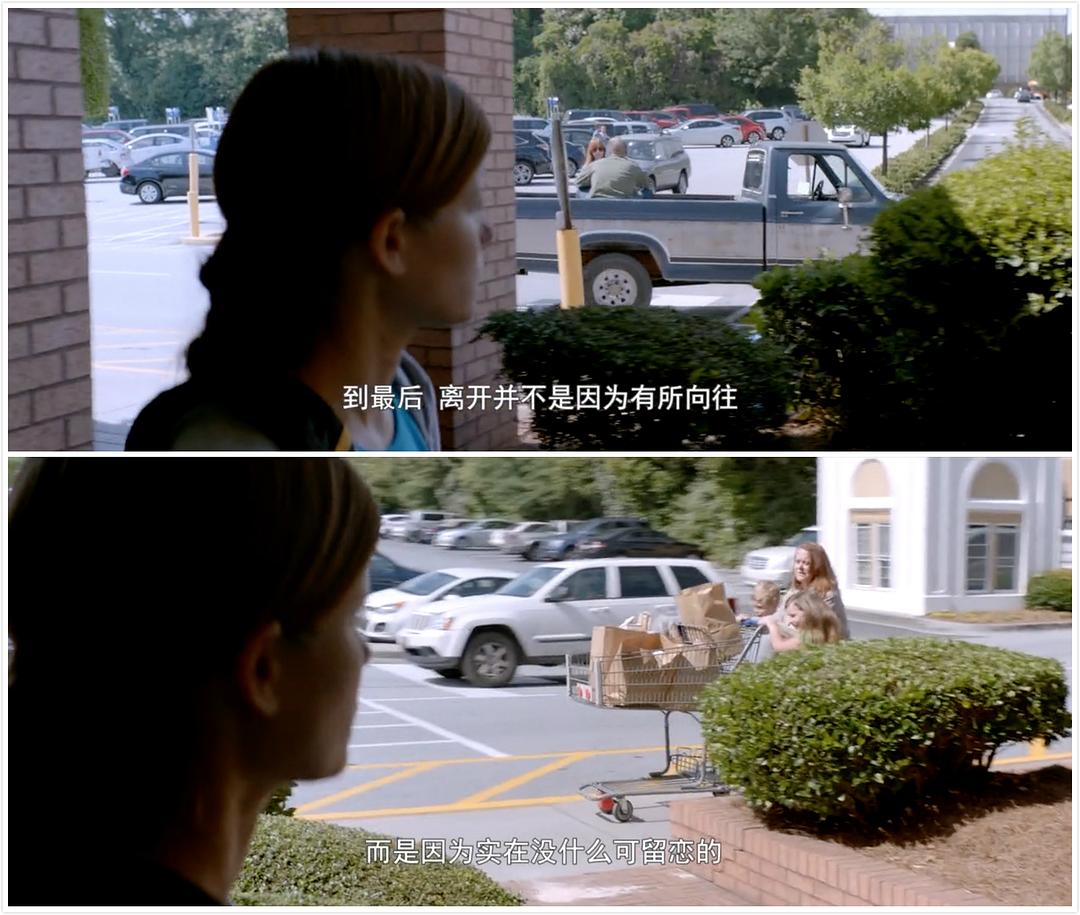 到最后 离开并不是因为有所向往
而是因为实在没什么可留恋的